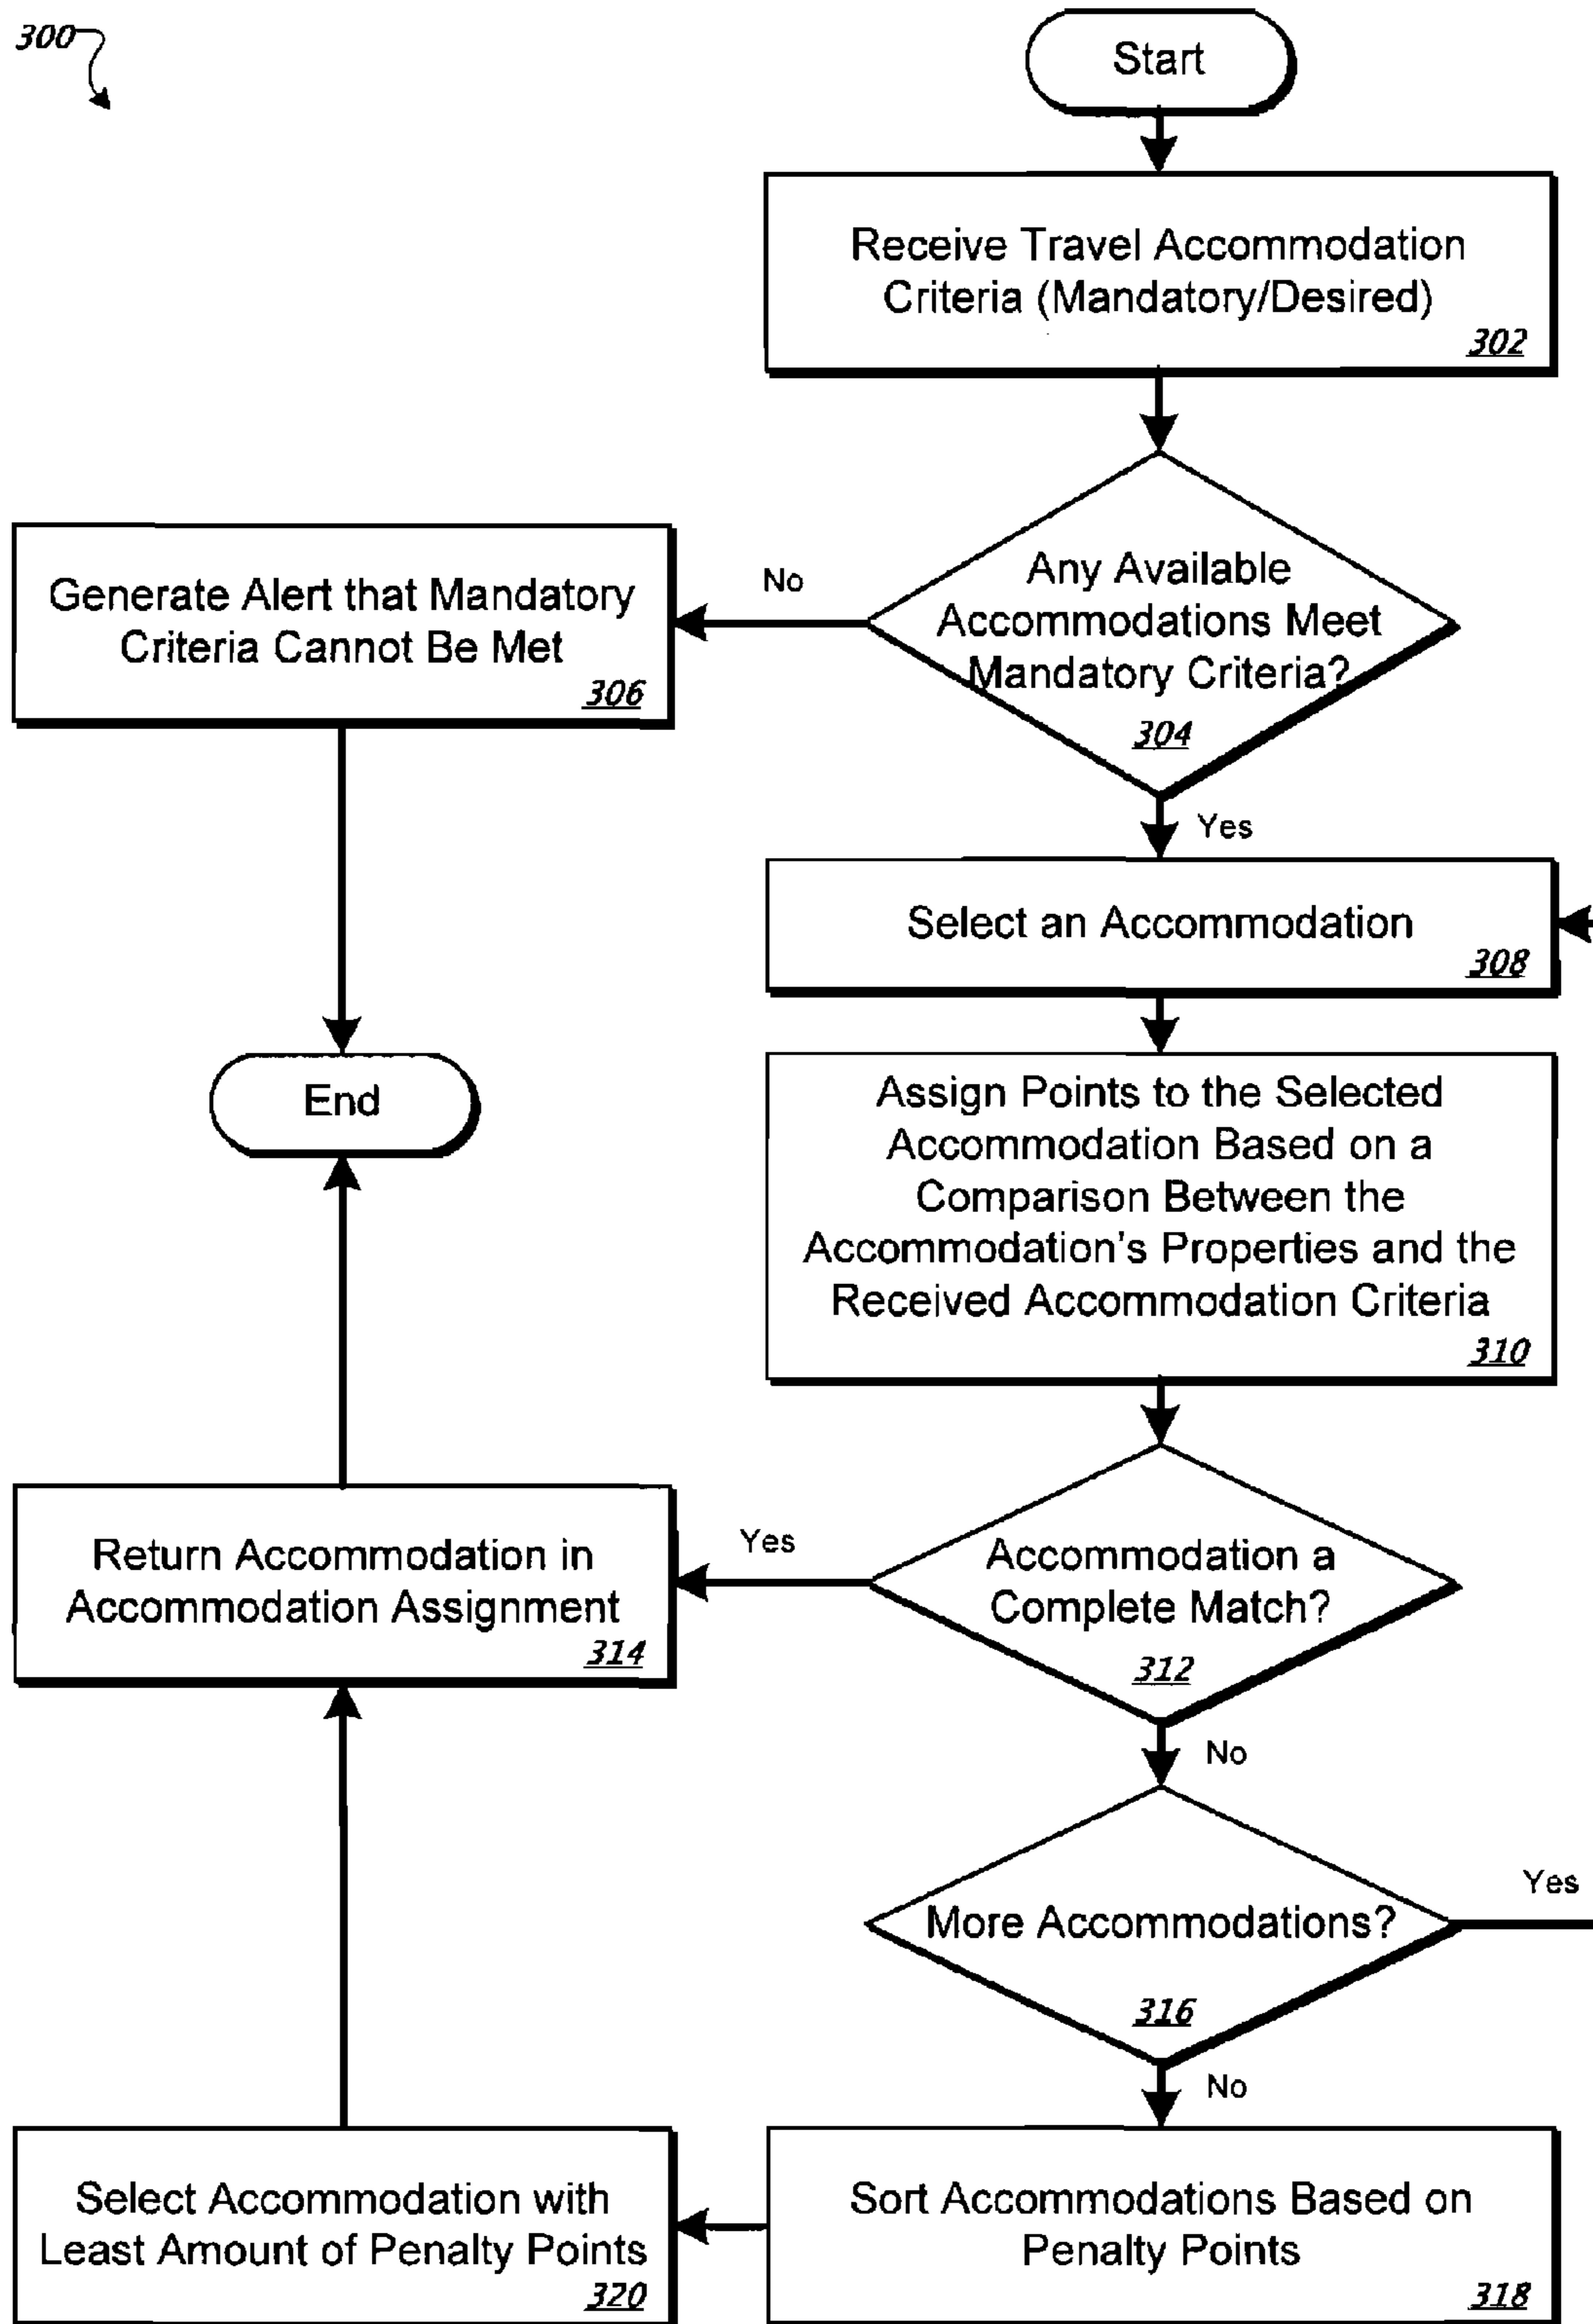 300
Start
Receive Travel Accommodation
Criteria (Mandatory/Desired)
302
Any Available
Accommodations Meet
Mandatory Criteria?
304
No
Generate Alert that Mandatory
Criteria Cannot Be Met
306
Yes
Select an Accommodation
308
End
Assign Points to the Selected
Accommodation Based on a
Comparison Between the
Accommodation's Properties and the
Received Accommodation Criteria
310
Accommodation a
Complete Match?
312
Yes
Return Accommodation in
Accommodation Assignment
314
No
More Accommodations?
316
Yes
No
Sort Accommodations Based on
Penalty Points
318
Select Accommodation with
Least Amount of Penalty Points
320